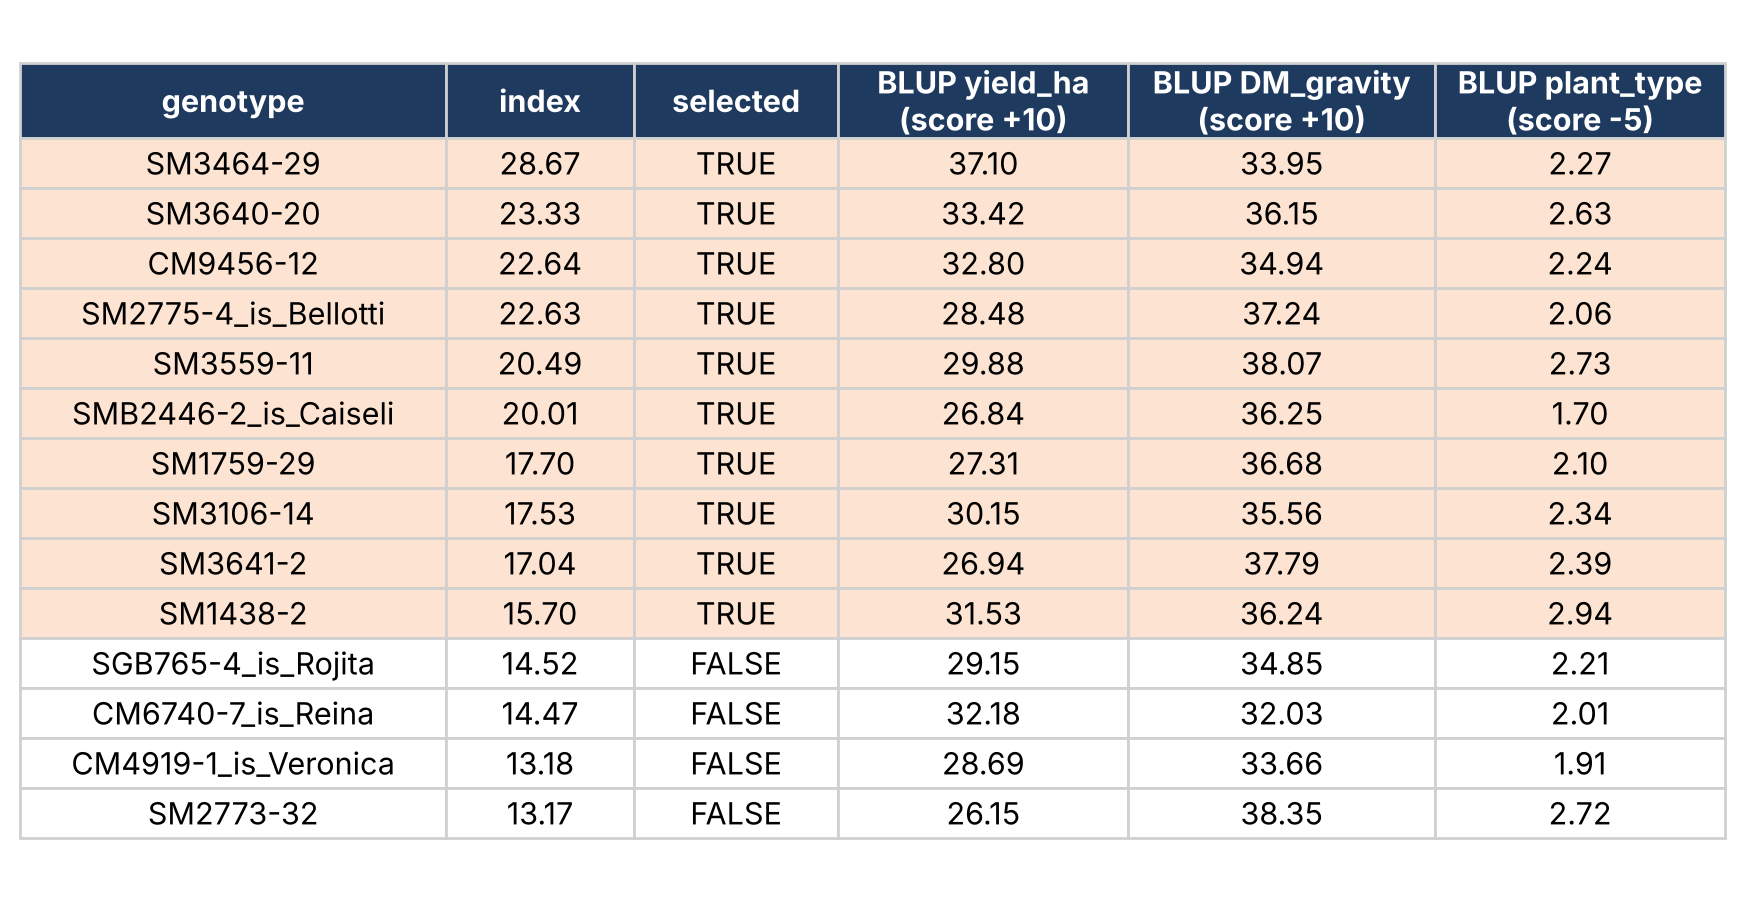 genotype index selected BLUP yield_ha (score +10) BLUP DM_gravity (score +10) BLUP plant_type (score -5)
SM3464-29 28.67 TRUE 37.10 33.95 2.27
SM3640-20 23.33 TRUE 33.42 36.15 2.63
CM9456-12 22.64 TRUE 32.80 34.94 2.24
SM2775-4_is_Bellotti 22.63 TRUE 28.48 37.24 2.06
SM3559-11 20.49 TRUE 29.88 38.07 2.73
SMB2446-2_is_Caiseli 20.01 TRUE 26.84 36.25 1.70
SM1759-29 17.70 TRUE 27.31 36.68 2.10
SM3106-14 17.53 TRUE 30.15 35.56 2.34
SM3641-2 17.04 TRUE 26.94 37.79 2.39
SM1438-2 15.70 TRUE 31.53 36.24 2.94
SGB765-4_is_Rojita 14.52 FALSE 29.15 34.85 2.21
CM6740-7_is_Reina 14.47 FALSE 32.18 32.03 2.01
CM4919-1_is_Veronica 13.18 FALSE 28.69 33.66 1.91
SM2773-32 13.17 FALSE 26.15 38.35 2.72